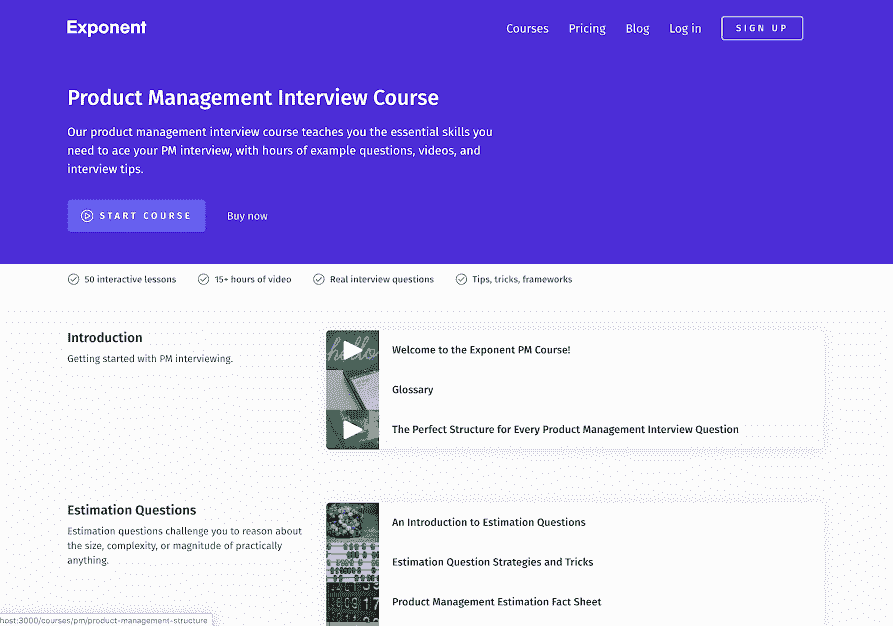 Exponent
Courses Pricing Blog Log in SIGN UP
Product Management Interview Course
Our product management interview course teaches you the essential skills you
need to ace your PM interview, with hours of example questions, videos, and
interview tips.
START COURSE Buy now
50 interactive lessons 15+ hours of video Real interview questions Tips, tricks, frameworks
Introduction
Getting started with PM interviewing.
hello
Welcome to the Exponent PM Course!
Glossary
The Perfect Structure for Every Product Management Interview Question
Estimation Questions
Estimation questions challenge you to reason about
the size, complexity, or magnitude of practically
anything.
An Introduction to Estimation Questions
Estimation Question Strategies and Tricks
Product Management Estimation Fact Sheet
host:3000/courses/pm/product-management-structure